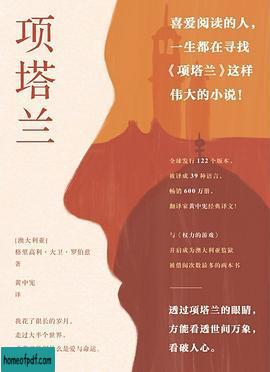 项塔兰
喜爱阅读的人，
一生都在寻找
《项塔兰》这样
伟大的小说！
全球发行122个版本，
被译成39种语言，
畅销600万册，
翻译家黄中宪经典译文！
与《权力的游戏》
并启成为澳大利亚监狱
被借阅次数最多的两本书
[澳大利亚]
格里高利·大卫·罗伯兹
著
黄中宪
译
透过项塔兰的眼睛，
方能看透世间万象，
看破人心。
我花了很长的岁月，
走过大半个世界，
homeofpdf.com